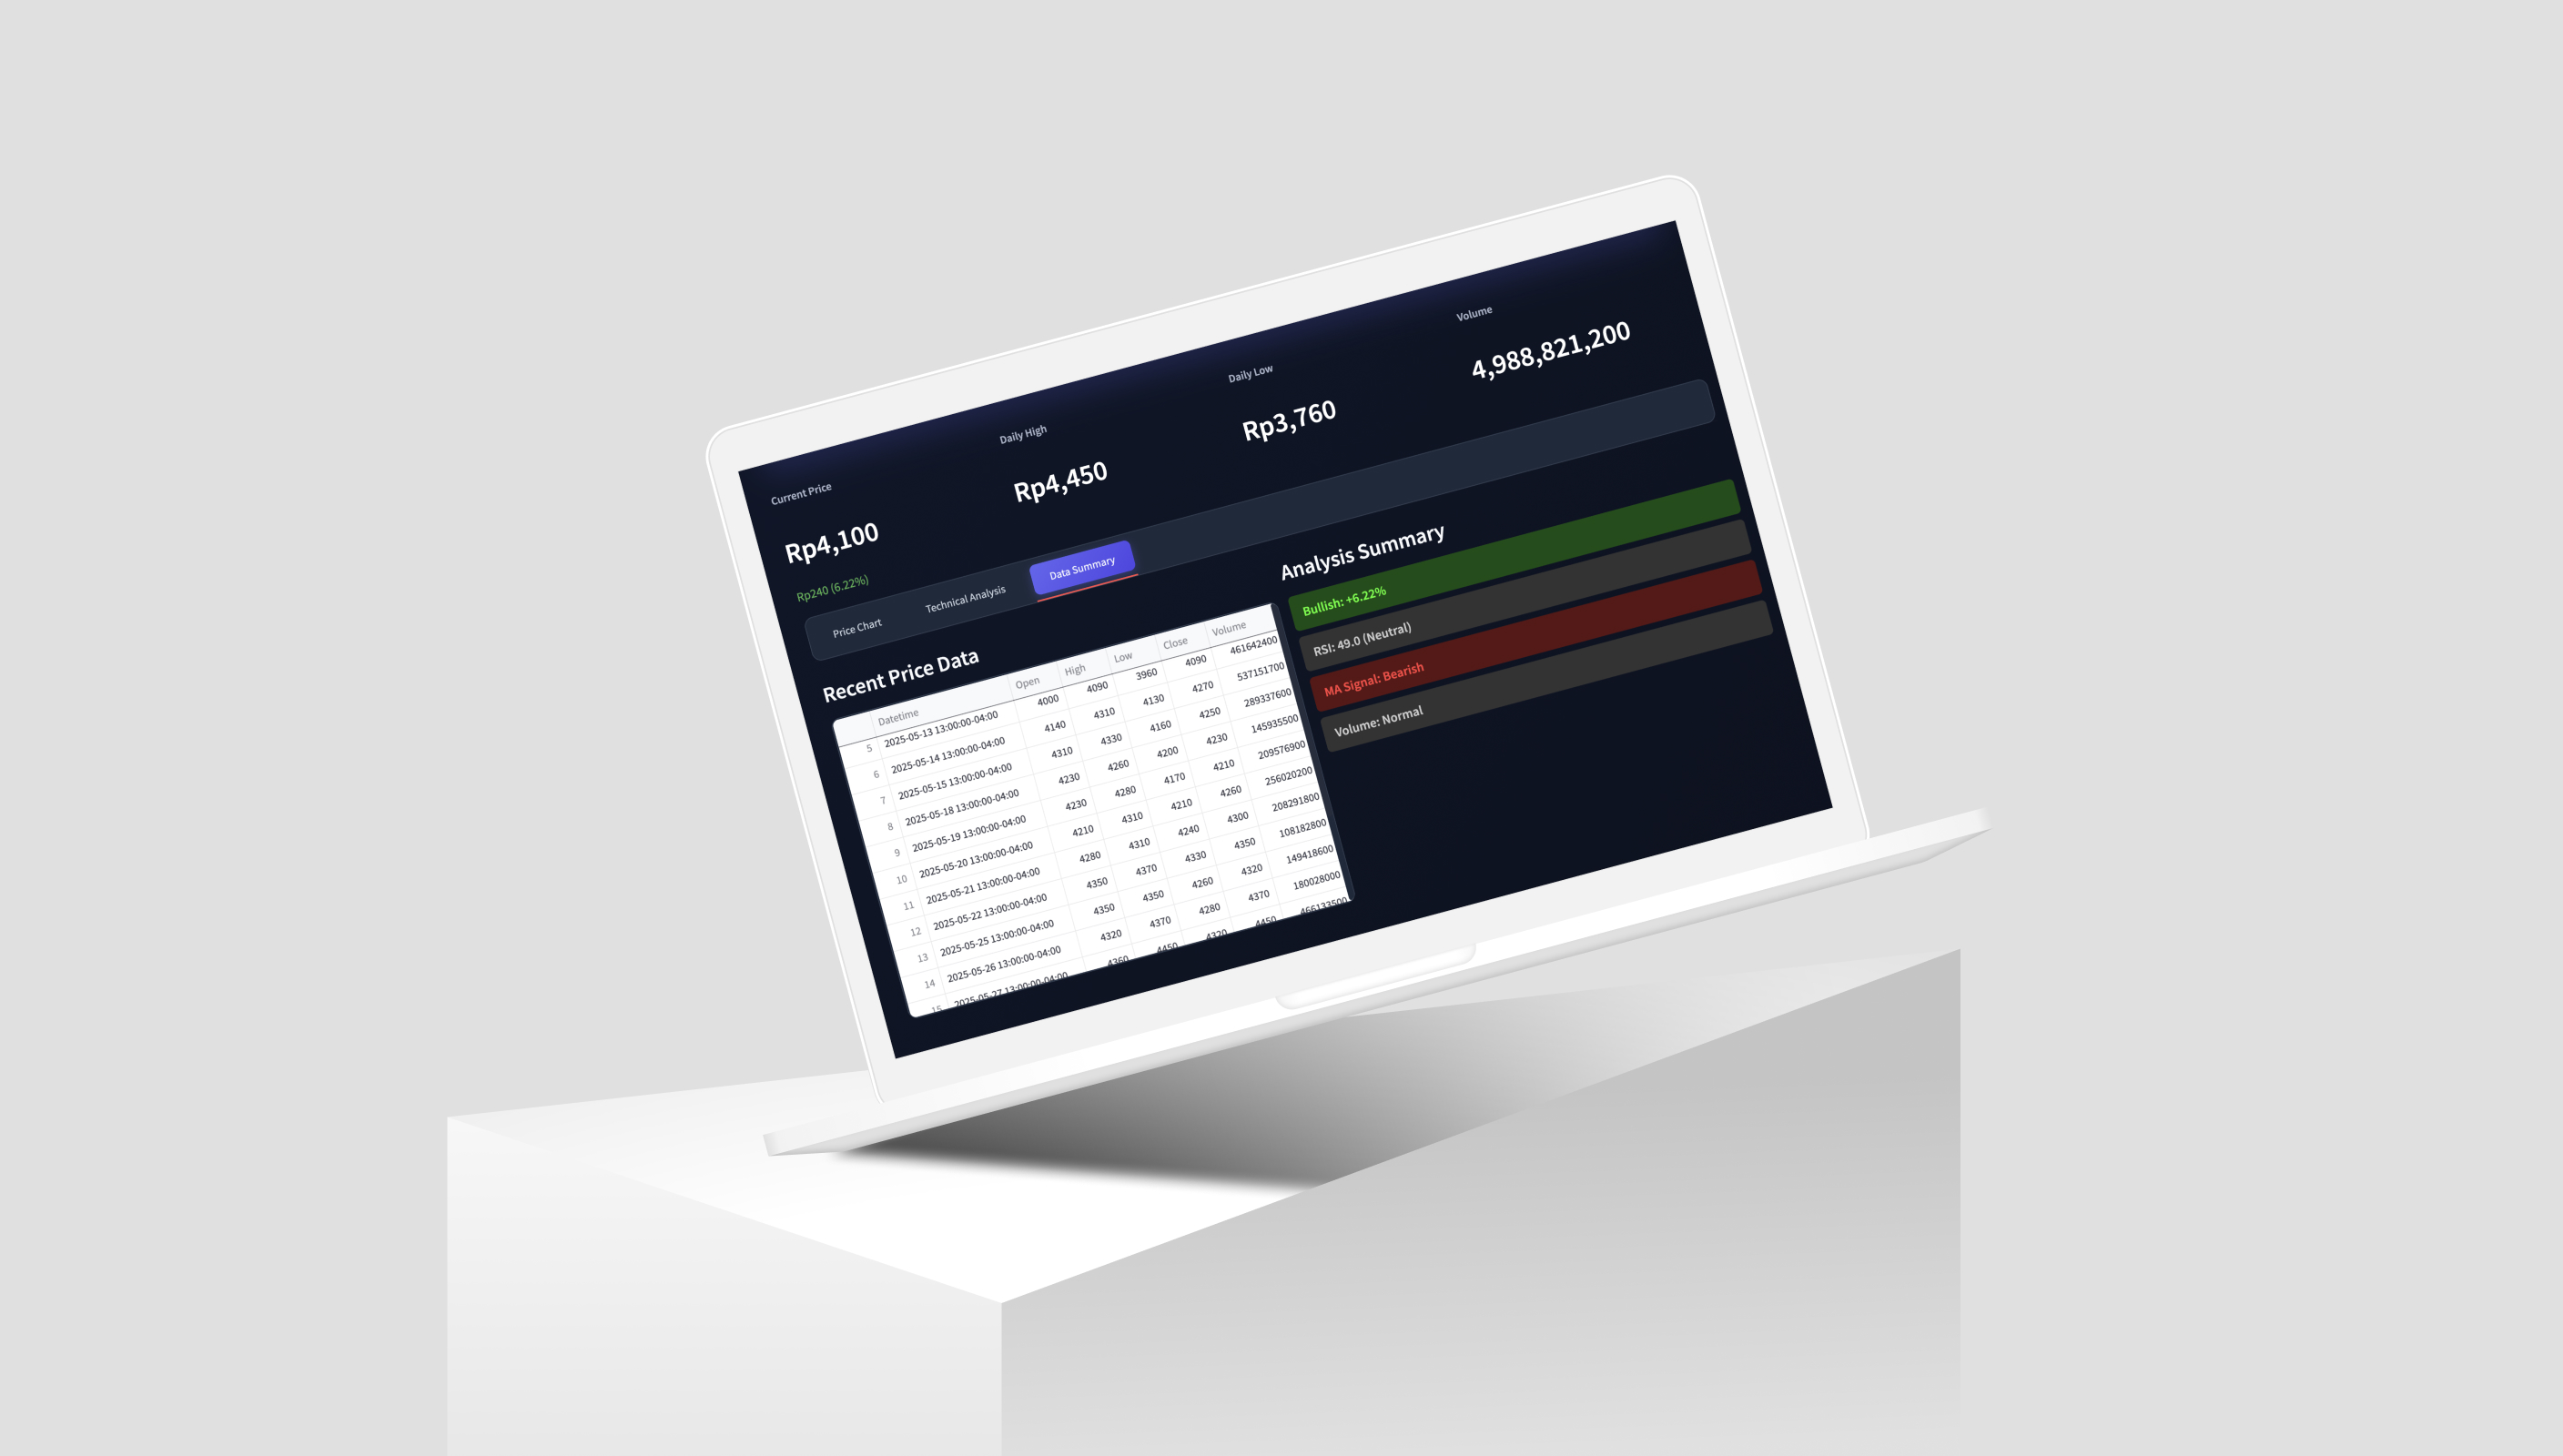 Current Price
Rp4,100
Rp240 (6.22%)
Daily High
Rp4,450
Daily Low
Rp3,760
Volume
4,988,821,200
Price Chart
Technical Analysis
Data Summary
Recent Price Data
Datetime Open High Low Close Volume
5 2025-05-13 13:00:00-04:00 4000 4090 3960 4090 461642400
6 2025-05-14 13:00:00-04:00 4140 4310 4130 4270 537151700
7 2025-05-15 13:00:00-04:00 4310 4330 4160 4250 289337600
8 2025-05-18 13:00:00-04:00 4230 4260 4200 4230 145935500
9 2025-05-19 13:00:00-04:00 4230 4280 4170 4210 209576900
10 2025-05-20 13:00:00-04:00 4210 4310 4210 4260 256020200
11 2025-05-21 13:00:00-04:00 4280 4310 4240 4300 208291800
12 2025-05-22 13:00:00-04:00 4350 4370 4330 4350 108182800
13 2025-05-25 13:00:00-04:00 4350 4350 4260 4320 149418600
14 2025-05-26 13:00:00-04:00 4320 4370 4280 4370 180028000
15 2025-05-27 13:00:00-04:00 4360 4450 4320 4450 466133500
Analysis Summary
Bullish: +6.22%
RSI: 49.0 (Neutral)
MA Signal: Bearish
Volume: Normal